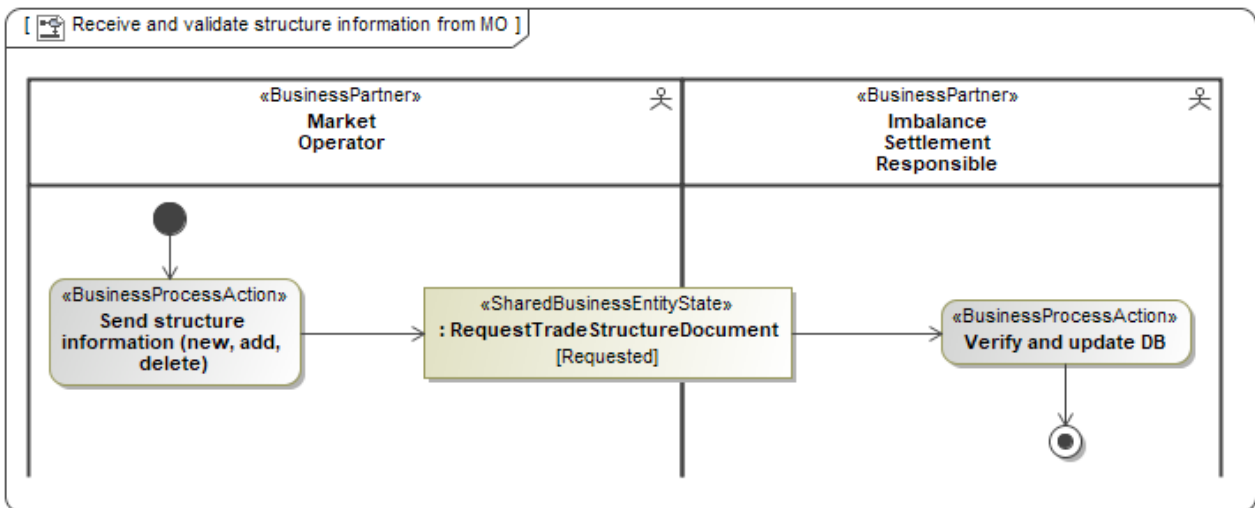 [ Receive and validate structure information from MO ]
«BusinessPartner»
Market
Operator
«BusinessPartner»
Imbalance
Settlement
Responsible
«BusinessProcessAction»
Send structure
information (new, add,
delete)
«SharedBusinessEntityState»
: RequestTradeStructureDocument
[Requested]
«BusinessProcessAction»
Verify and update DB